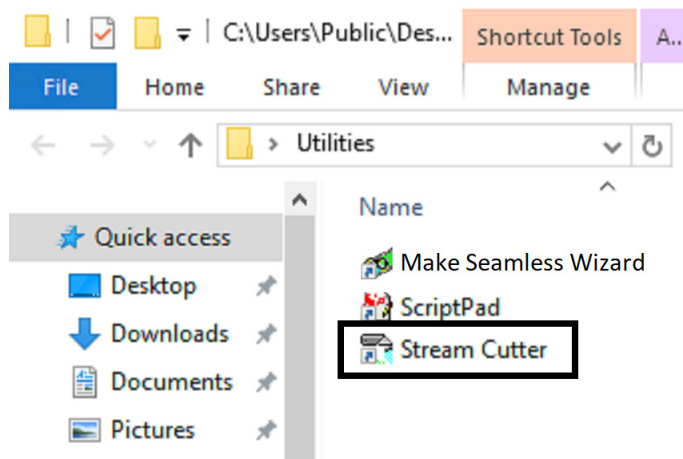 C:\Users\Public\Des...
Shortcut Tools
A..
File
Home
Share
View
Manage
Utilities
Name
Quick access
Desktop
Downloads
Documents
Pictures
Make Seamless Wizard
ScriptPad
Stream Cutter